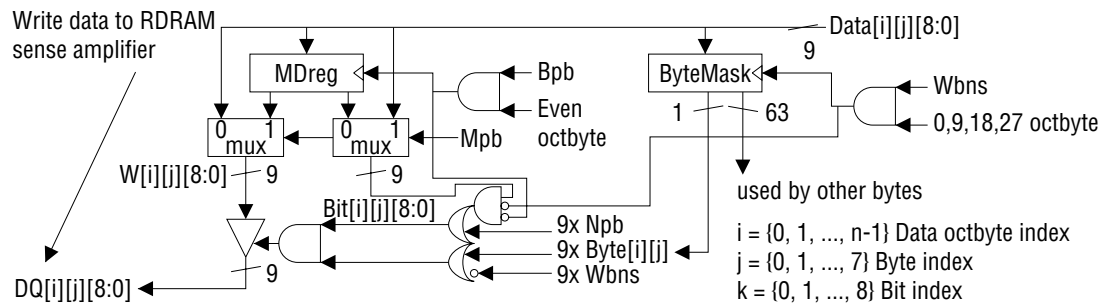 Write data to RDRAM
sense amplifier
Data[i][j][8:0]
9
MDreg
Bpb
Even
octbyte
ByteMask
Wbns
0,9,18,27 octbyte
1
63
0 1
mux
0 1
mux
Mpb
W[i][j][8:0]
9
9
used by other bytes
Bit[i][j][8:0]
9x Npb
9x Byte[i][j]
9x Wbns
i = {0, 1, ..., n-1} Data octbyte index
j = {0, 1, ..., 7} Byte index
k = {0, 1, ..., 8} Bit index
9
DQ[i][j][8:0]